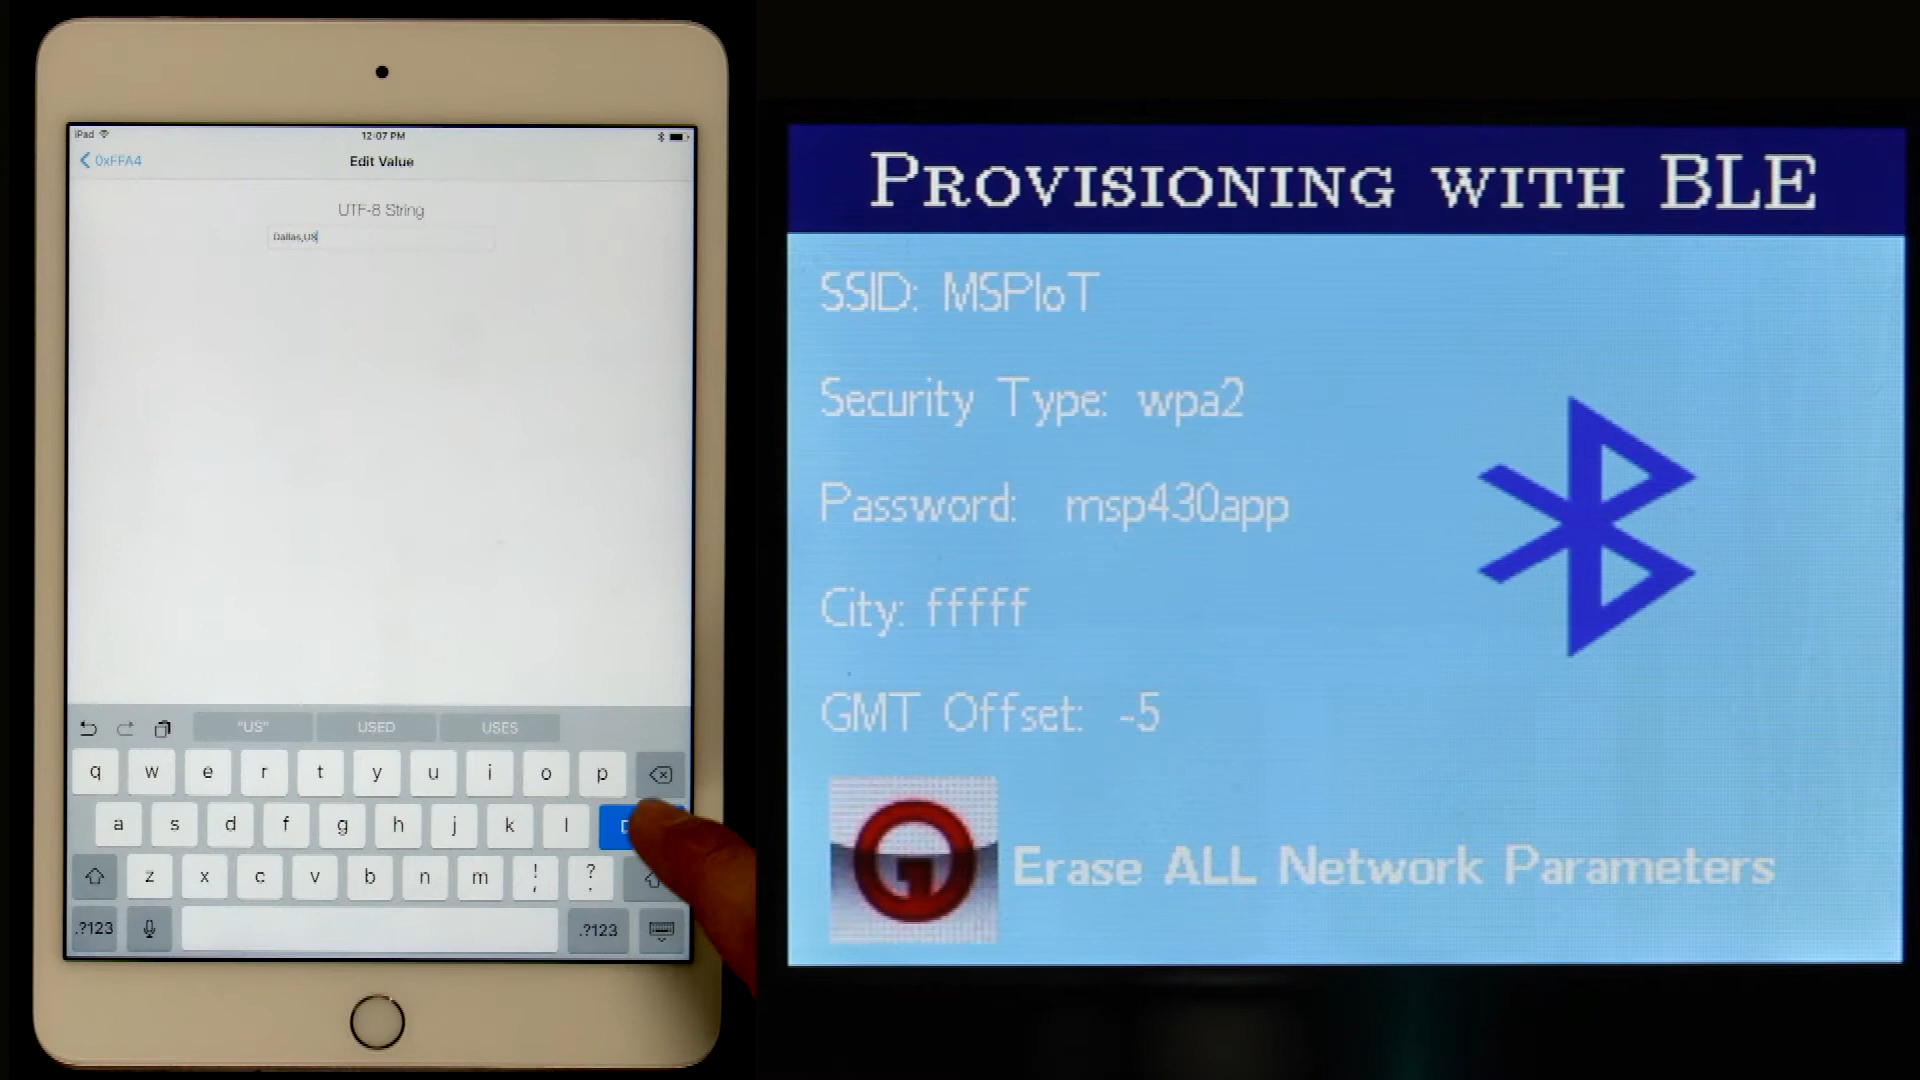 iPad
12:07 PM
0xFFA4
Edit Value
UTF-8 String
Dallas,US
"US" USED USES
q w e r t y u i o p
a s d f g h j k l D
z x c v b n m ! , ? .
.?123 .?123
PROVISIONING WITH BLE
SSID: MSPIoT
Security Type: wpa2
Password: msp430app
City: fffff
GMT Offset: -5
Erase ALL Network Parameters